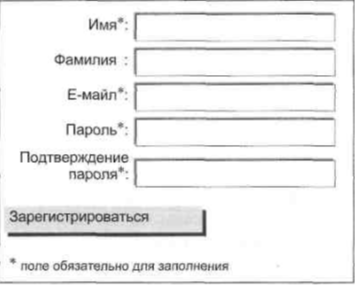 Имя*:
Фамилия :
Е-майл*:
Пароль*:
Подтверждение
пароля*:
Зарегистрироваться
* поле обязательно для заполнения